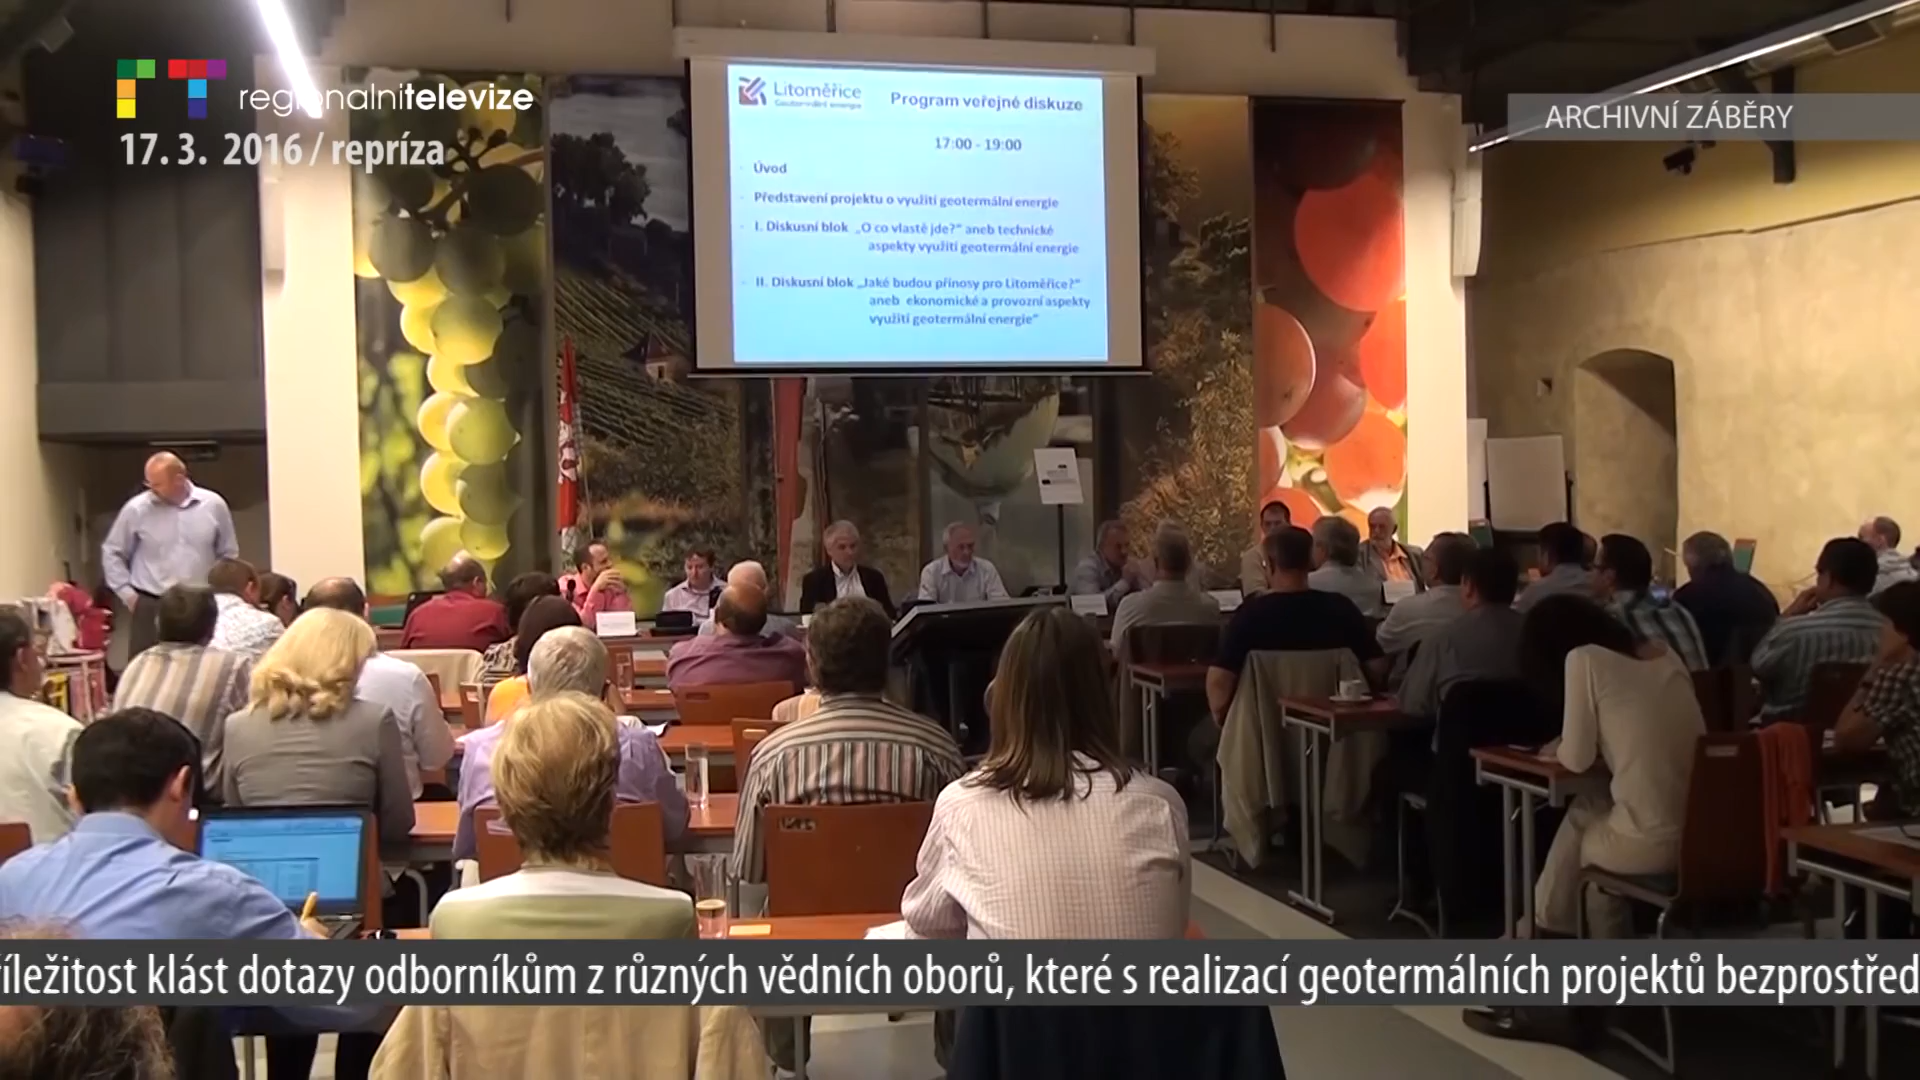 regionalnitelevize
17. 3. 2016 / repríza
ARCHIVNÍ ZÁBĚRY
Litoměřice
Geotermální energie
Program veřejné diskuze
17:00 - 19:00
- Úvod
- Představení projektu o využití geotermální energie
- I. Diskusní blok „O co vlastě jde?“ aneb technické
aspekty využití geotermální energie
- II. Diskusní blok „Jaké budou přínosy pro Litoměřice?“
aneb ekonomické a provozní aspekty
využití geotermální energie“
říležitost klást dotazy odborníkům z různých vědních oborů, které s realizací geotermálních projektů bezprostřed